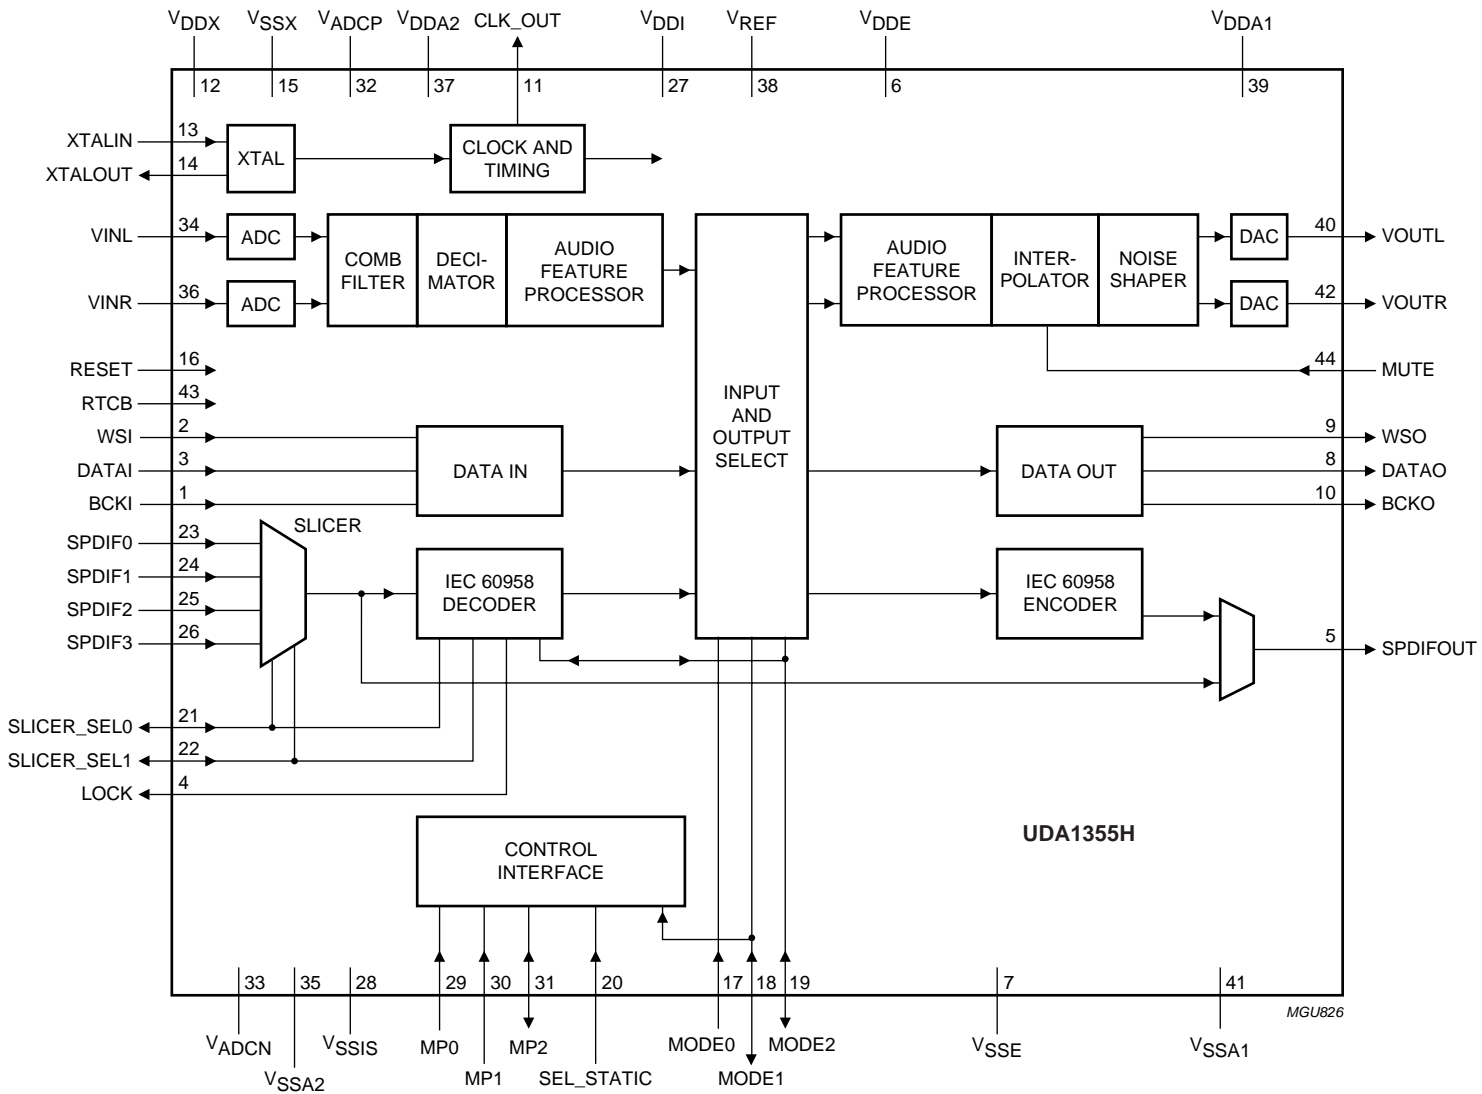 VDDX VSSX VADCP VDDA2 CLK_OUT VDDI VREF VDDE VDDA1
12 15 32 37 11 27 38 6 39
XTALIN 13
XTALOUT 14
XTAL
CLOCK AND
TIMING
VINL 34
ADC
VINR 36
ADC
COMB
FILTER
DECI-
MATOR
AUDIO
FEATURE
PROCESSOR
INPUT
AND
OUTPUT
SELECT
AUDIO
FEATURE
PROCESSOR
INTER-
POLATOR
NOISE
SHAPER
DAC
40 VOUTL
DAC
42 VOUTR
44 MUTE
RESET 16
RTCB 43
WSI 2
DATAI 3
BCKI 1
DATA IN
DATA OUT
9 WSO
8 DATAO
10 BCKO
SPDIF0 23
SPDIF1 24
SPDIF2 25
SPDIF3 26
SLICER
IEC 60958
DECODER
IEC 60958
ENCODER
5 SPDIFOUT
SLICER_SEL0 21
SLICER_SEL1 22
LOCK 4
CONTROL
INTERFACE
UDA1355H
33 35 28 29 30 31 20 17 18 19 7 41
MGU826
VADCN VSSIS MP0 MP2 MODE0 MODE2 VSSE VSSA1
VSSA2 MP1 SEL_STATIC MODE1